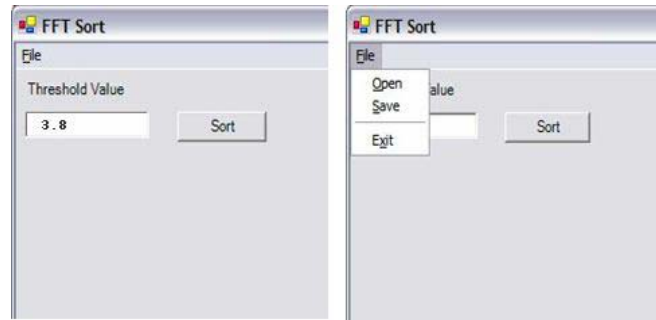 FFT Sort
File
Threshold Value
3.8
Sort
FFT Sort
File
Open
alue
Save
Sort
Exit